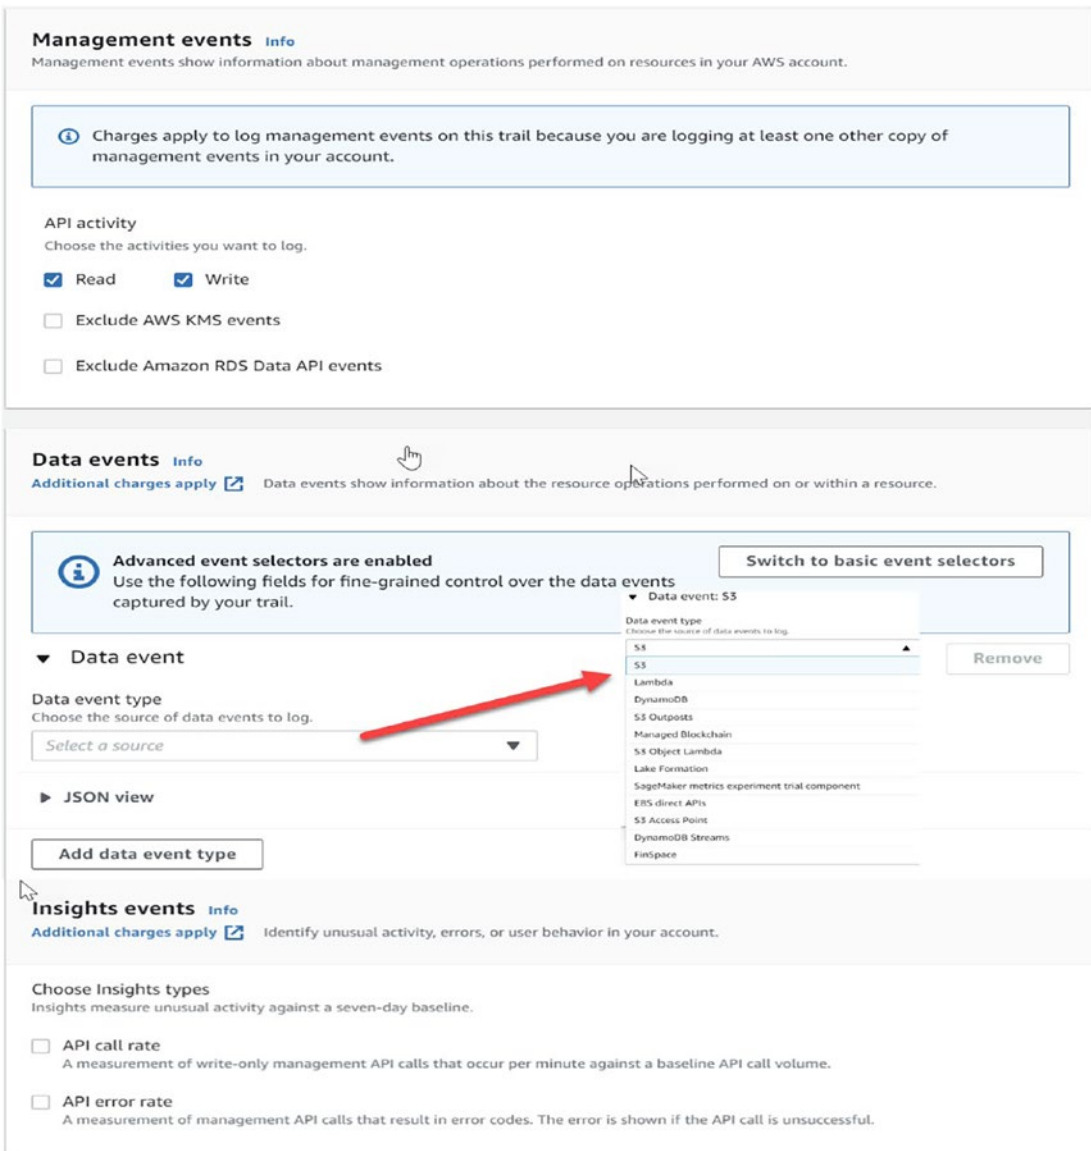 Management events Info
Management events show information about management operations performed on resources in your AWS account.
Charges apply to log management events on this trail because you are logging at least one other copy of
management events in your account.
API activity
Choose the activities you want to log.
Read Write
Exclude AWS KMS events
Exclude Amazon RDS Data API events
Data events Info
Additional charges apply Data events show information about the resource operations performed on or within a resource.
Advanced event selectors are enabled
Use the following fields for fine-grained control over the data events
captured by your trail.
Switch to basic event selectors
Data event
Remove
Data event type
Choose the source of data events to log.
Select a source
JSON view
Add data event type
Data event: S3
Data event type
Choose the source of data events to log.
S3
S3
Lambda
DynamoDB
S3 Outposts
Managed Blockchain
S3 Object Lambda
Lake Formation
SageMaker metrics experiment trial component
EBS direct APIs
S3 Access Point
DynamoDB Streams
FinSpace
Insights events Info
Additional charges apply Identify unusual activity, errors, or user behavior in your account.
Choose Insights types
Insights measure unusual activity against a seven-day baseline.
API call rate
A measurement of write-only management API calls that occur per minute against a baseline API call volume.
API error rate
A measurement of management API calls that result in error codes. The error is shown if the API call is unsuccessful.